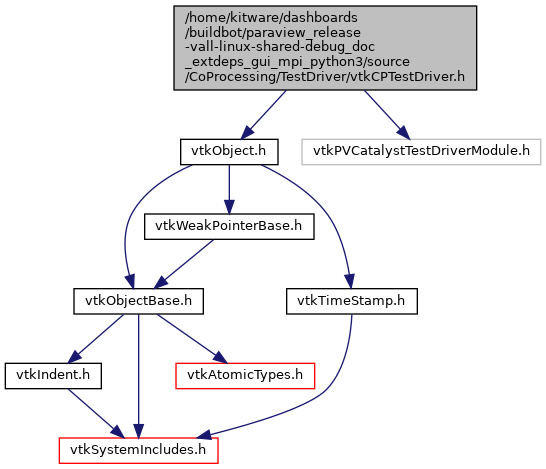 /home/kitware/dashboards
/buildbot/paraview_release
-vall-linux-shared-debug_doc
_extdeps_gui_mpi_python3/source
/CoProcessing/TestDriver/vtkCPTestDriver.h
vtkObject.h
vtkPVCatalystTestDriverModule.h
vtkWeakPointerBase.h
vtkObjectBase.h
vtkTimeStamp.h
vtkIndent.h
vtkAtomicTypes.h
vtkSystemIncludes.h